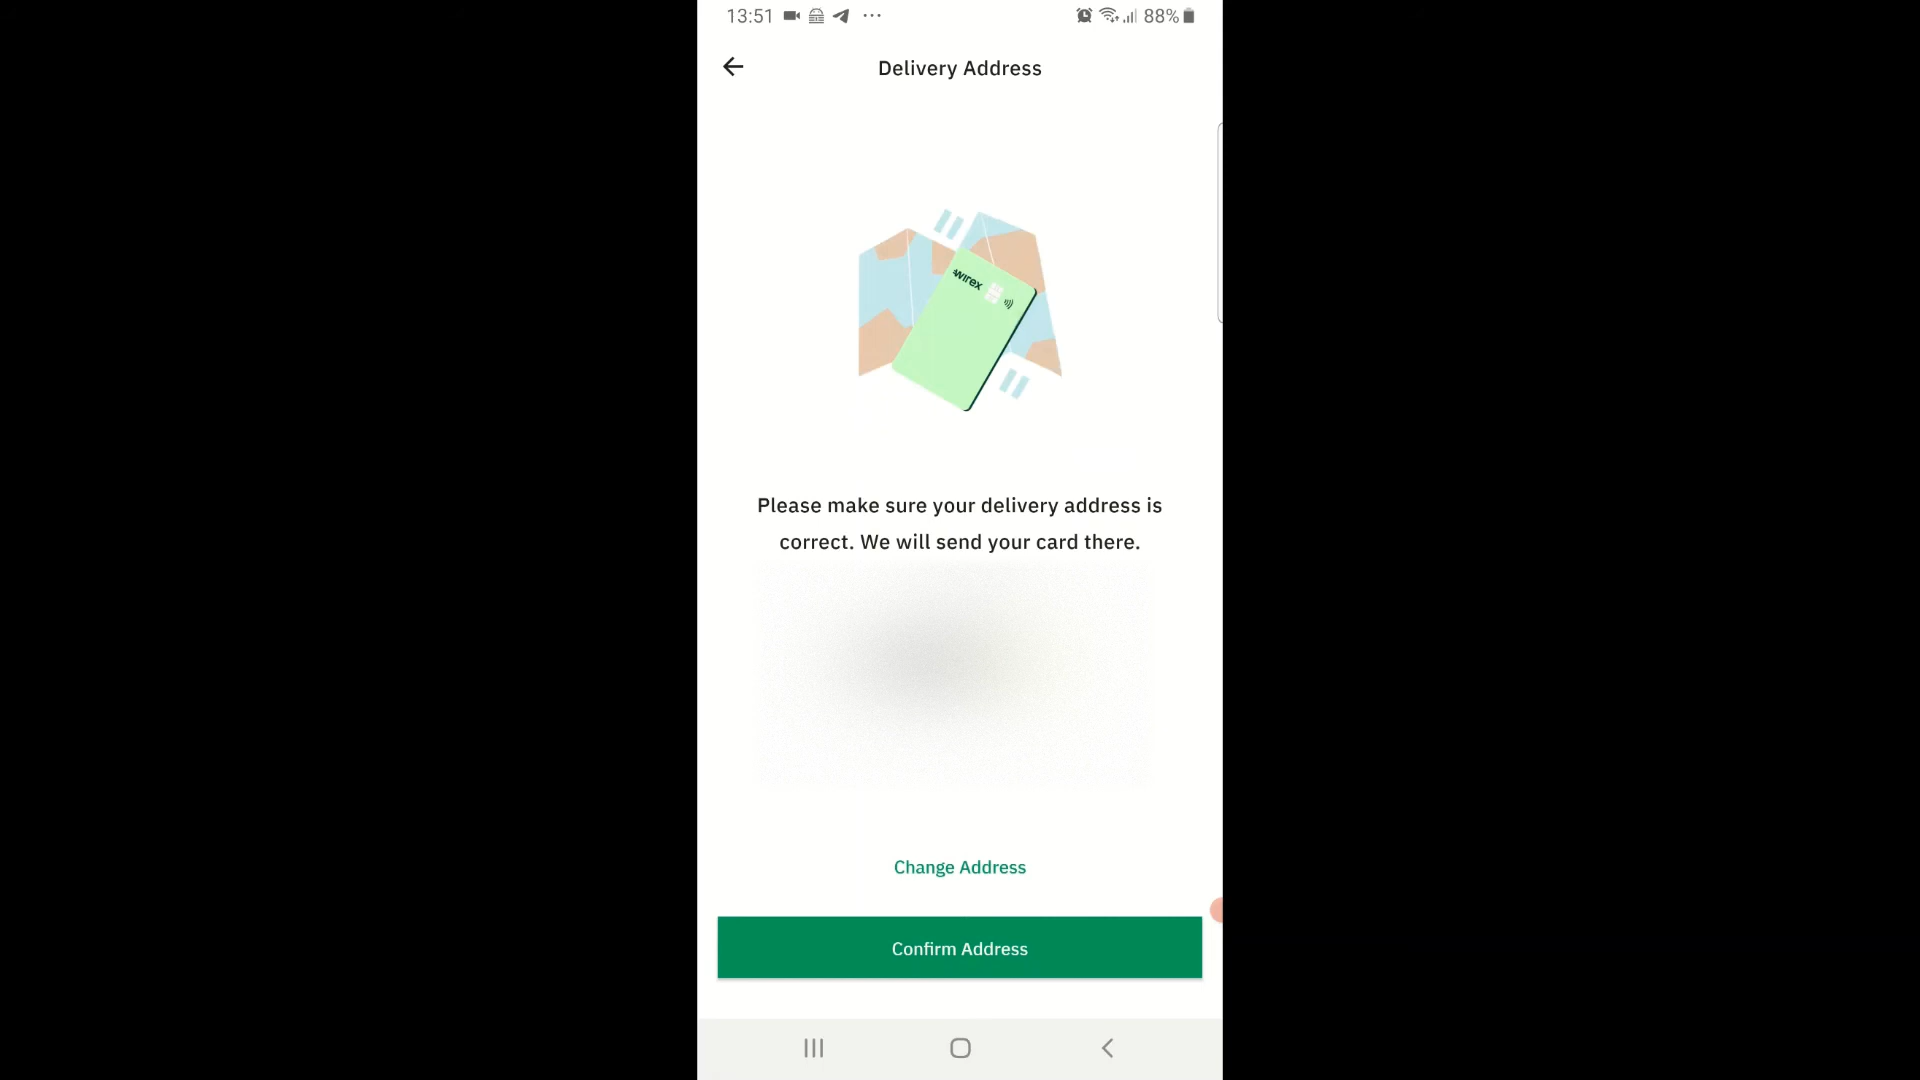 13:51
88%
Delivery Address
wirex
Please make sure your delivery address is
correct. We will send your card there.
Change Address
Confirm Address